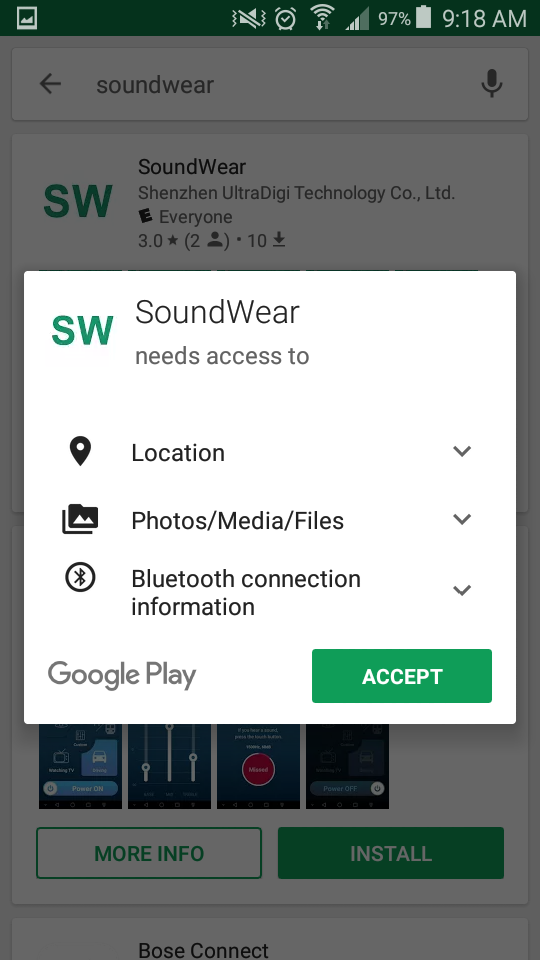 97% 9:18 AM
soundwear
SW
SoundWear
Shenzhen UltraDigi Technology Co., Ltd.
Everyone
3.0 ★ (2 ) • 10
SW
SoundWear
needs access to
Location
Photos/Media/Files
Bluetooth connection
information
Google Play
ACCEPT
Watching TV
Driving
Power ON
Missed
Power OFF
MORE INFO
INSTALL
Bose Connect